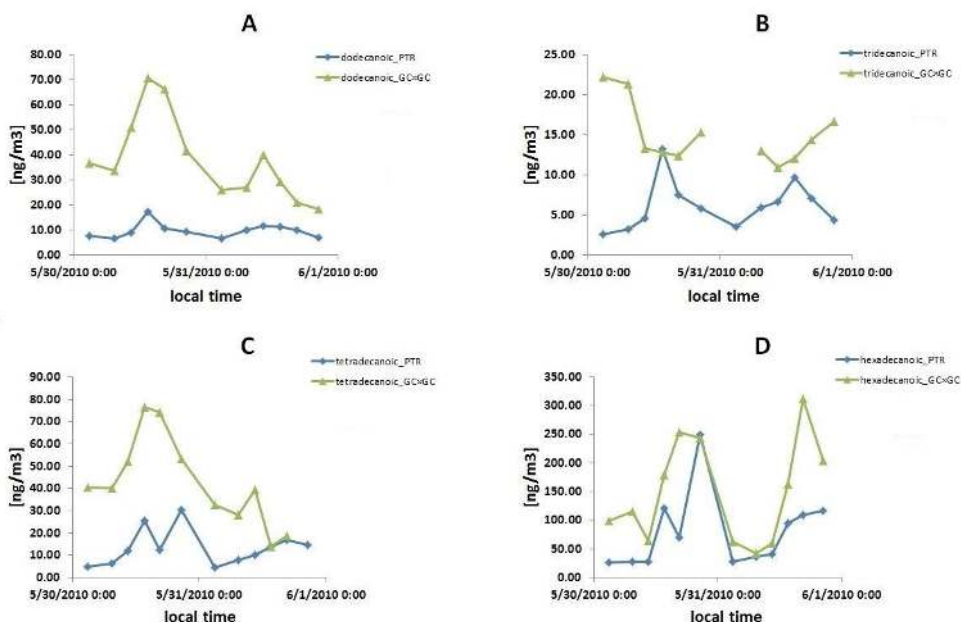 A
dodecanoic_PTR
dodecanoic_GC×GC
80.00
70.00
60.00
50.00
40.00
30.00
20.00
10.00
0.00
[ng/m3]
5/30/2010 0:00
5/31/2010 0:00
6/1/2010 0:00
local time
B
tridecanoic_PTR
tridecanoic_GC×GC
25.00
20.00
15.00
10.00
5.00
0.00
[ng/m3]
5/30/2010 0:00
5/31/2010 0:00
6/1/2010 0:00
local time
C
tetradecanoic_PTR
tetradecanoic_GC×GC
90.00
80.00
70.00
60.00
50.00
40.00
30.00
20.00
10.00
0.00
[ng/m3]
5/30/2010 0:00
5/31/2010 0:00
6/1/2010 0:00
local time
D
hexadecanoic_PTR
hexadecanoic_GC×GC
350.00
300.00
250.00
200.00
150.00
100.00
50.00
0.00
[ng/m3]
5/30/2010 0:00
5/31/2010 0:00
6/1/2010 0:00
local time